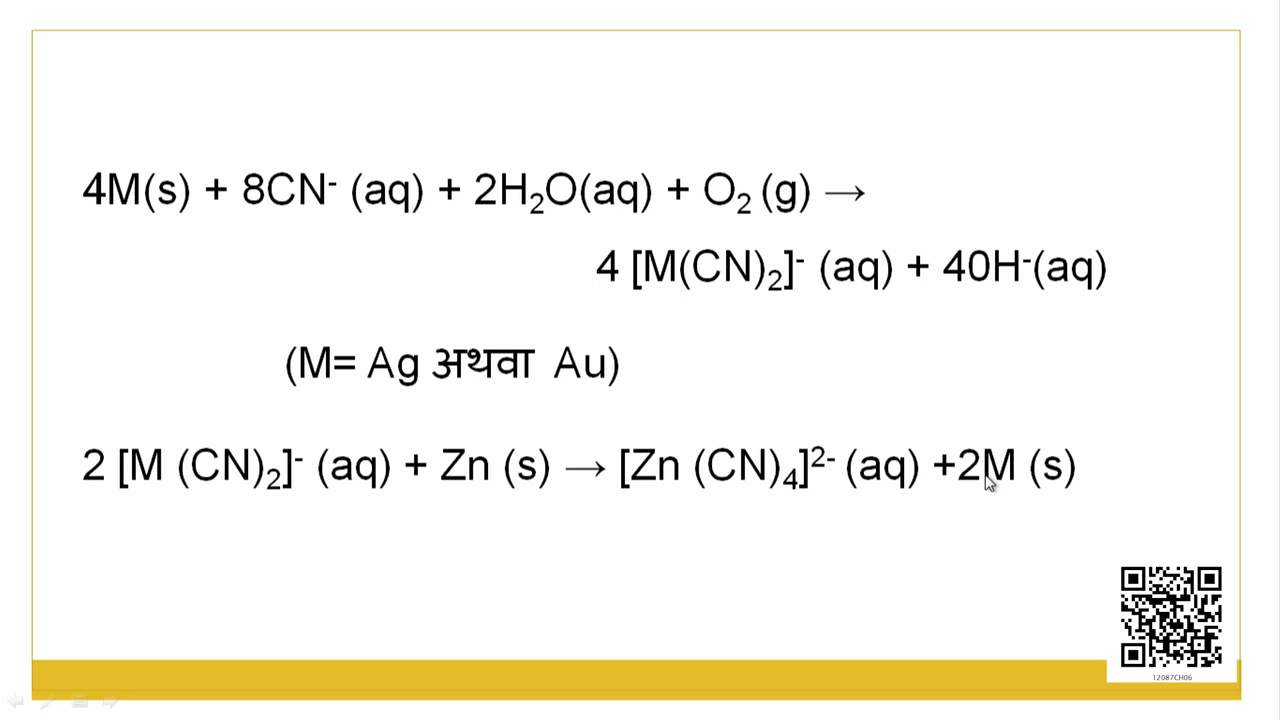 4M(s) + 8CN⁻ (aq) + 2H₂O(aq) + O₂ (g) →
4 [M(CN)₂]⁻ (aq) + 40H⁻(aq)
(M= Ag अथवा Au)
2 [M (CN)₂]⁻ (aq) + Zn (s) → [Zn (CN)₄]²⁻ (aq) +2M (s)
12087CH06